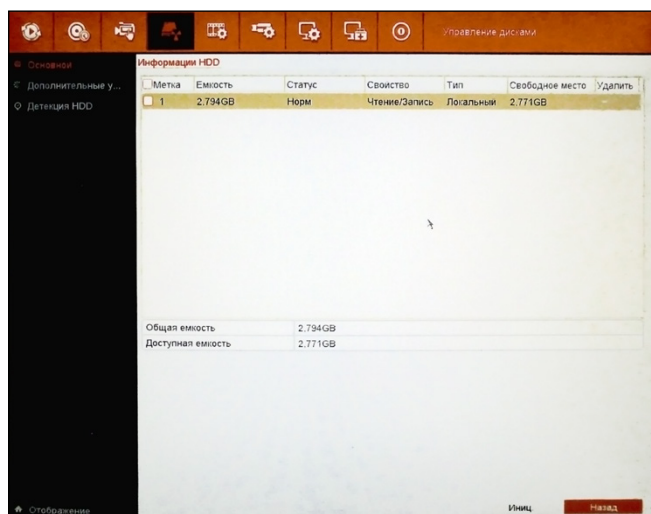 Управление дисками
Основной
Дополнительные у...
Детекция HDD
Информации HDD
Метка Емкость Статус Своиство Тип Свободное место Удалить
1 2.794GB Норм Чтение/Запись Локальный 2.771GB
Общая емкость 2.794GB
Доступная емкость 2.771GB
Отображение
Иниц. Назад